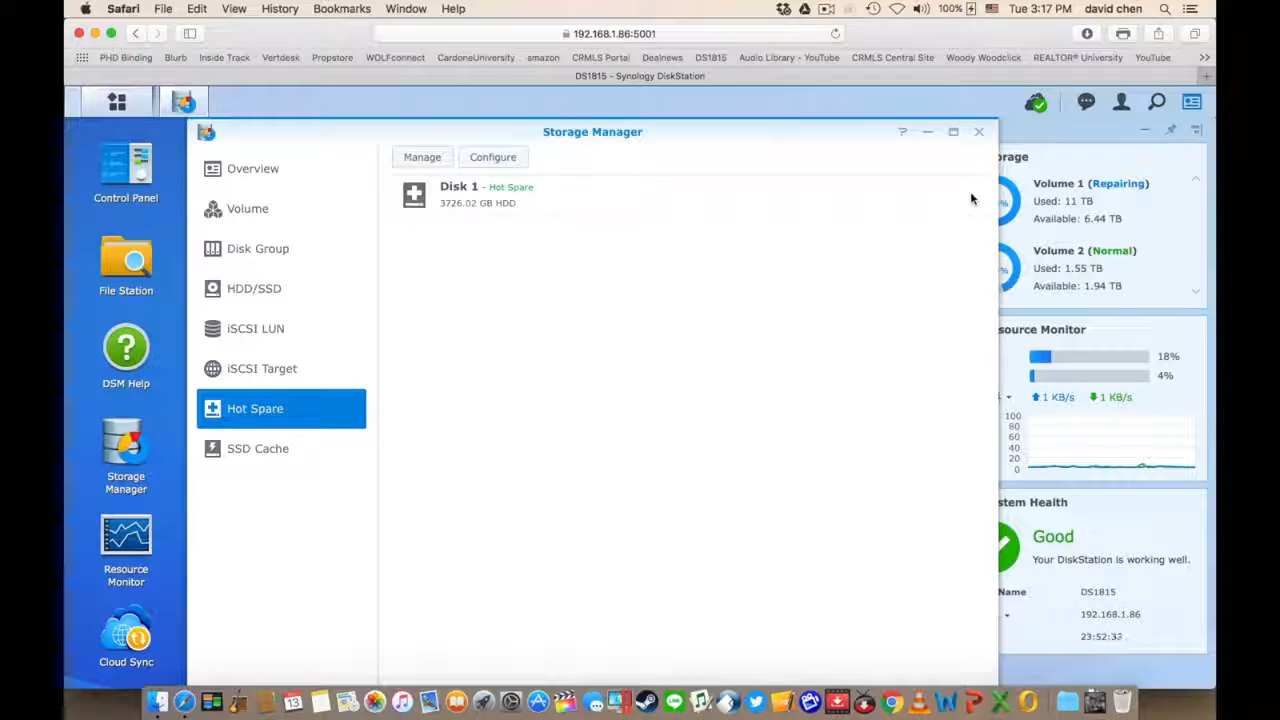 Safari File Edit View History Bookmarks Window Help 100% Tue 3:17 PM david chen
192.168.1.86:5001
PHD Binding Blurb Inside Track Vertdesk Propstore WOLFconnect CardoneUniversity amazon CRMLS Portal Dealnews DS1815 Audio Library - YouTube CRMLS Central Site Woody Woodclick REALTOR® University YouTube >>
DS1815 - Synology DiskStation
Storage Manager
Control Panel
File Station
DSM Help
Storage
Manager
Resource
Monitor
Cloud Sync
Overview
Volume
Disk Group
HDD/SSD
iSCSI LUN
iSCSI Target
Hot Spare
SSD Cache
Manage Configure
Disk 1 - Hot Spare
3726.02 GB HDD
orage
Volume 1 (Repairing)
Used: 11 TB
Available: 6.44 TB
Volume 2 (Normal)
Used: 1.55 TB
Available: 1.94 TB
source Monitor
18%
4%
1 KB/s 1 KB/s
100
80
60
40
20
0
stem Health
Good
Your DiskStation is working well.
Name DS1815
192.168.1.86